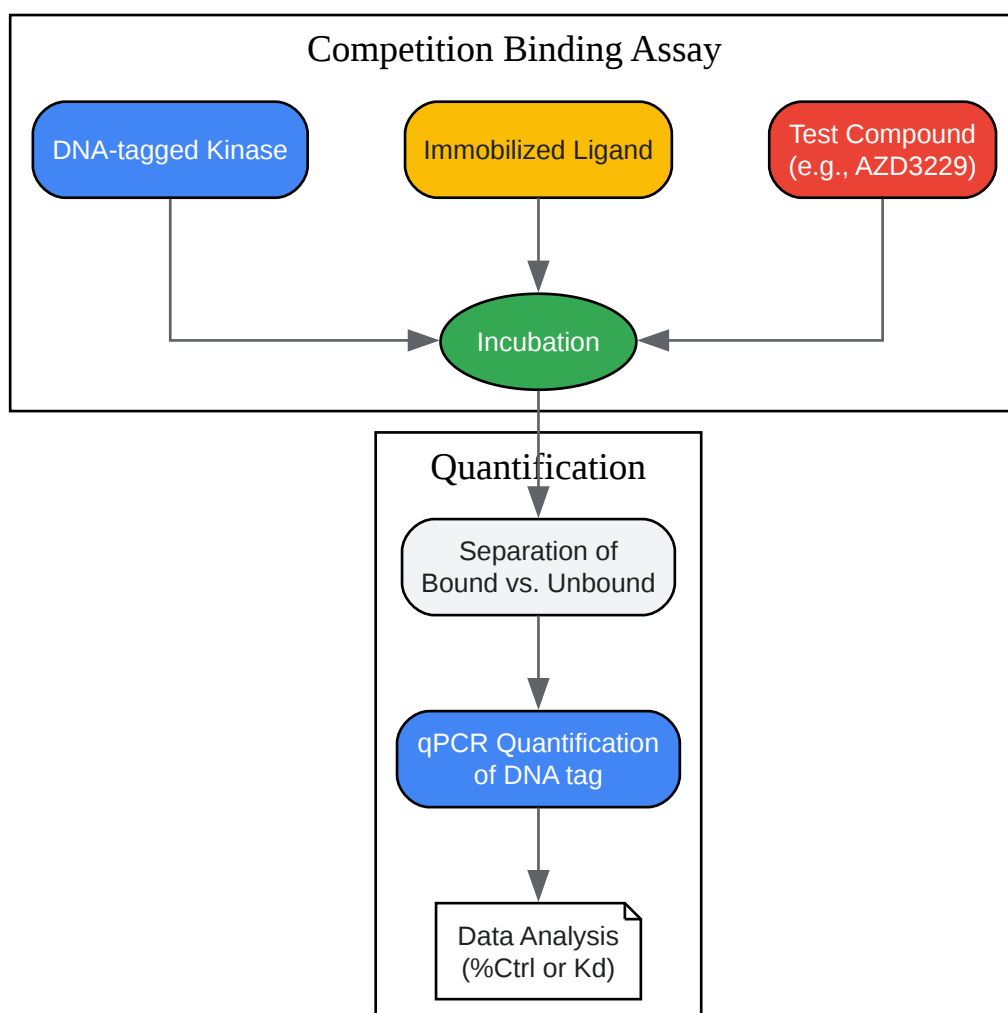 Competition Binding Assay
DNA-tagged Kinase
Immobilized Ligand
Test Compound
(e.g., AZD3229)
Incubation
Quantification
Separation of
Bound vs. Unbound
qPCR Quantification
of DNA tag
Data Analysis
(%Ctrl or Kd)